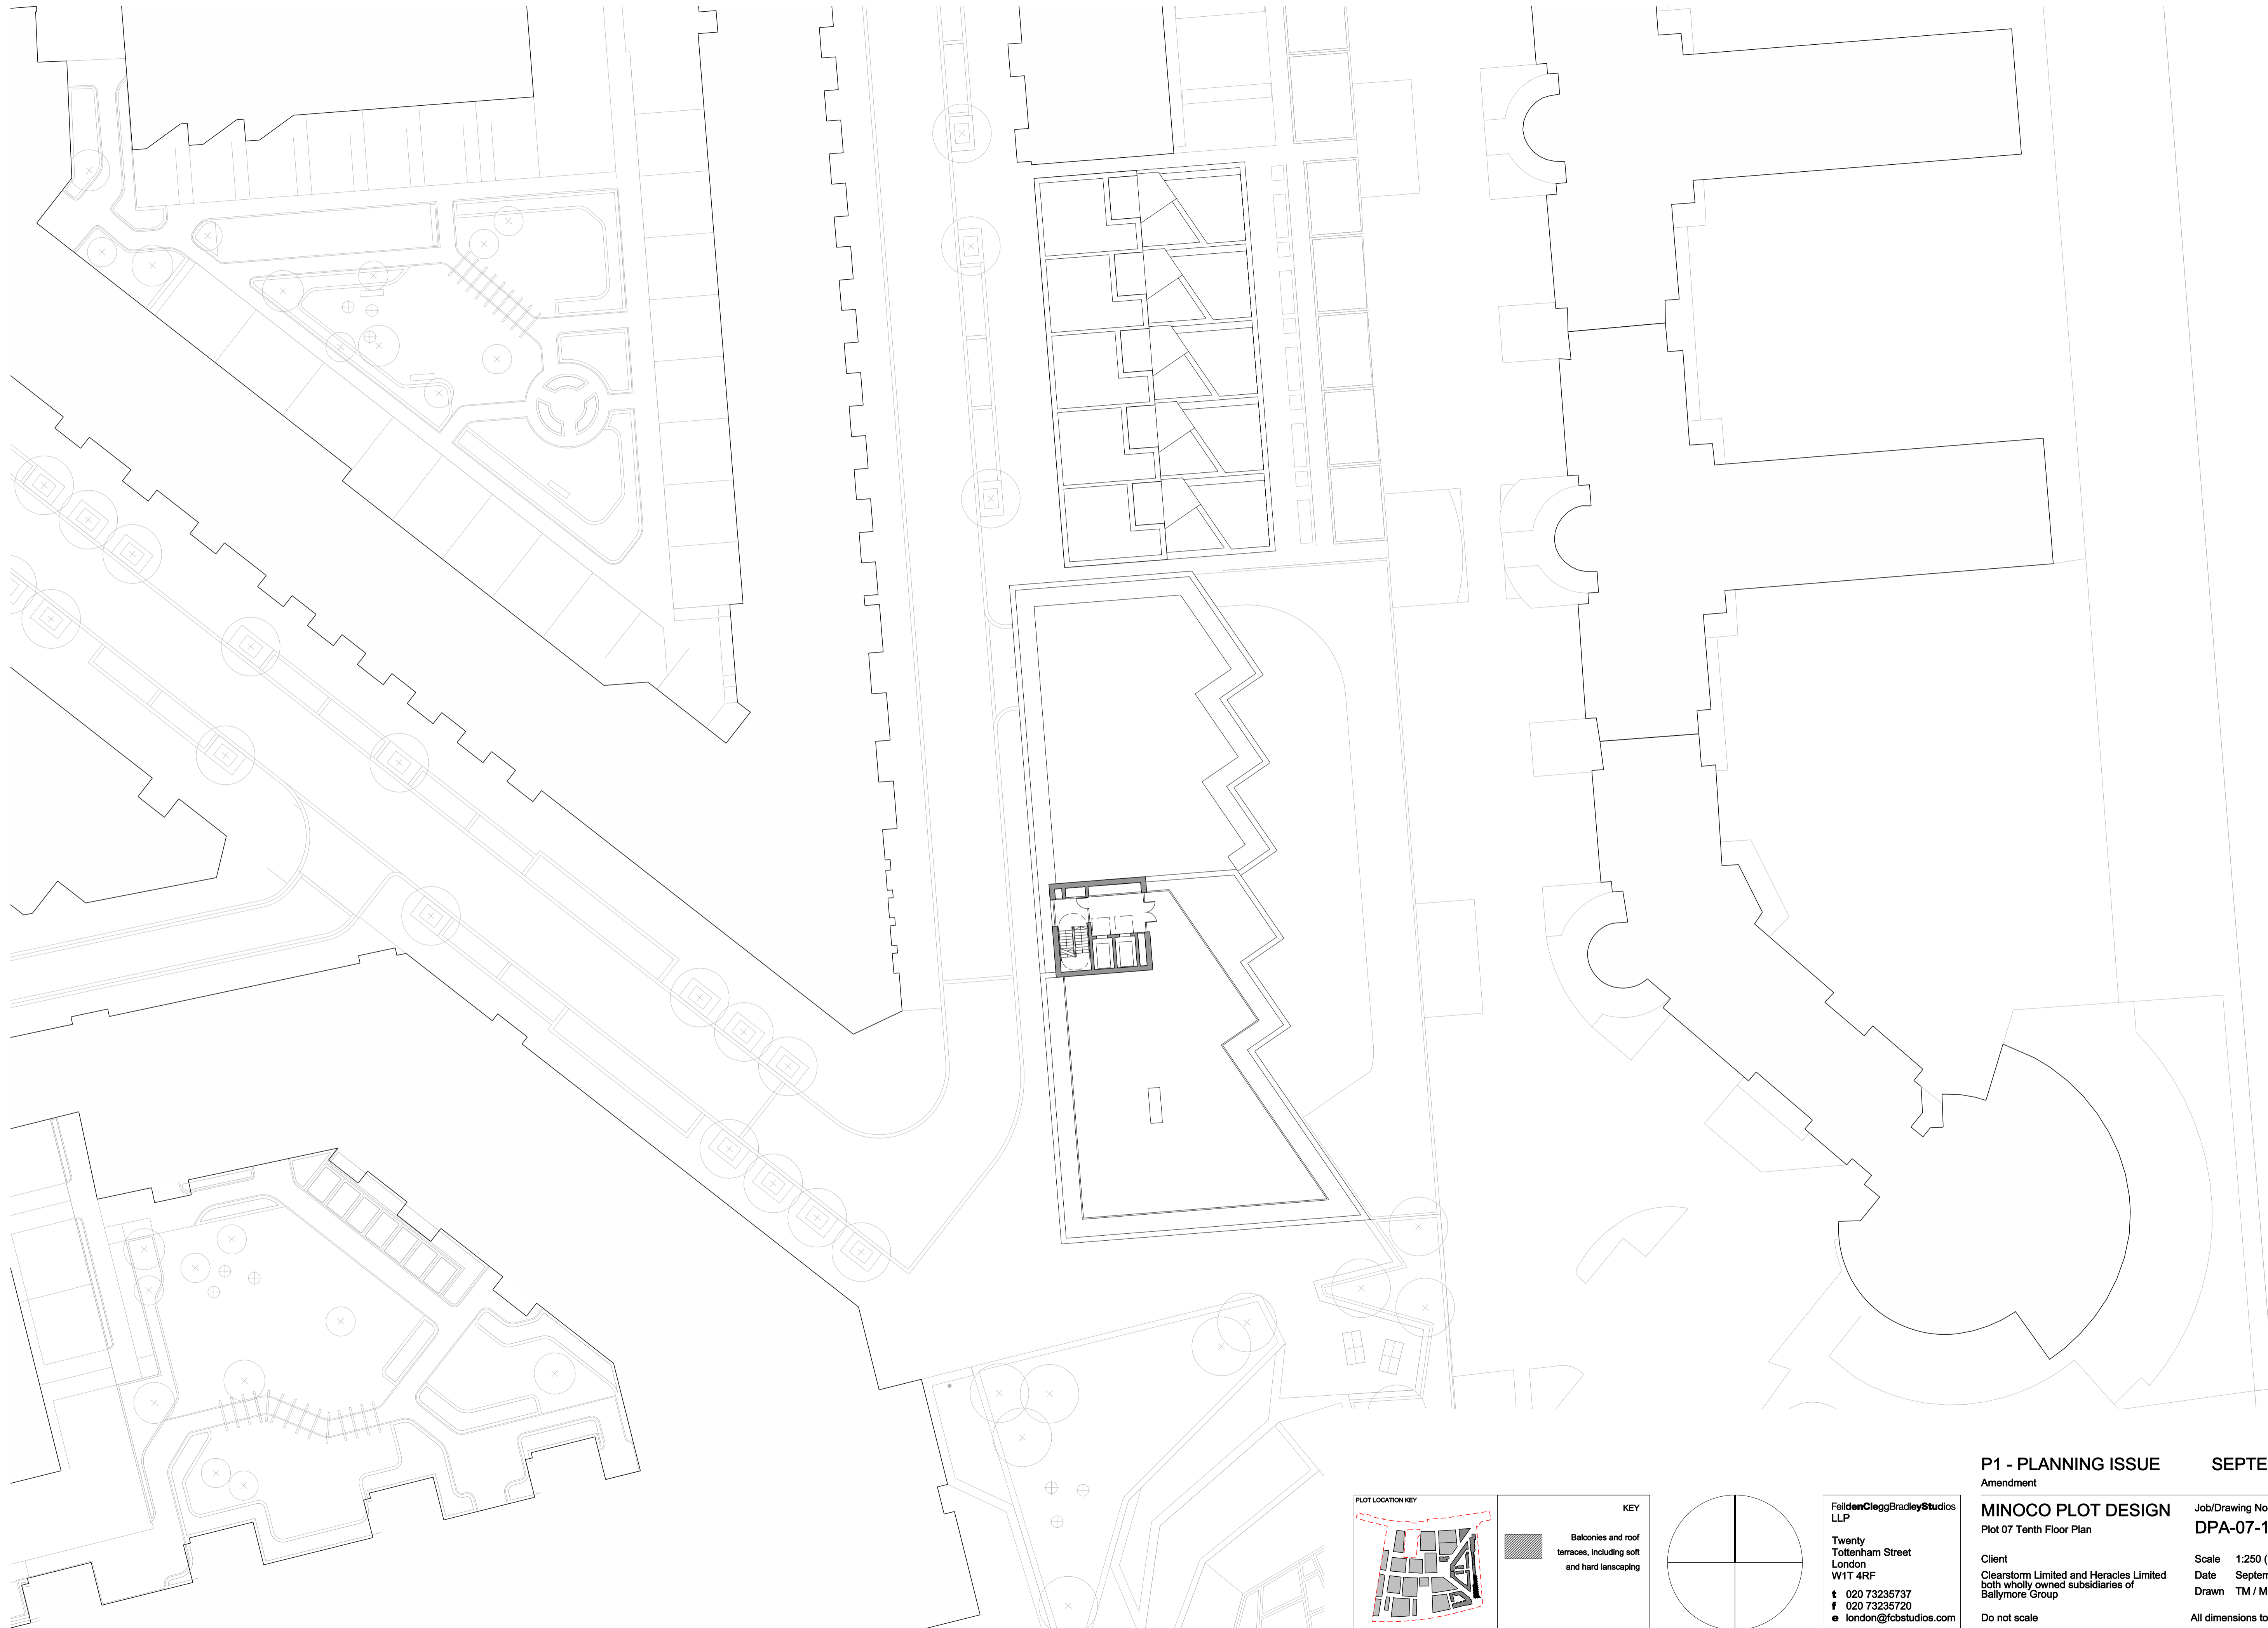 PLOT LOCATION KEY
KEY
Balconies and roof
terraces, including soft
and hard lanscaping
FeildenCleggBradleyStudios
LLP
Twenty
Tottenham Street
London
W1T 4RF
t 020 73235737
f 020 73235720
e london@fcbstudios.com
P1 - PLANNING ISSUE
Amendment
MINOCO PLOT DESIGN
Plot 07 Tenth Floor Plan
Client
Clearstorm Limited and Heracles Limited
both wholly owned subsidiaries of
Ballymore Group
Do not scale
SEPTE
Job/Drawing No
DPA-07-1
Scale 1:250 (
Date Septem
Drawn TM / M
All dimensions to